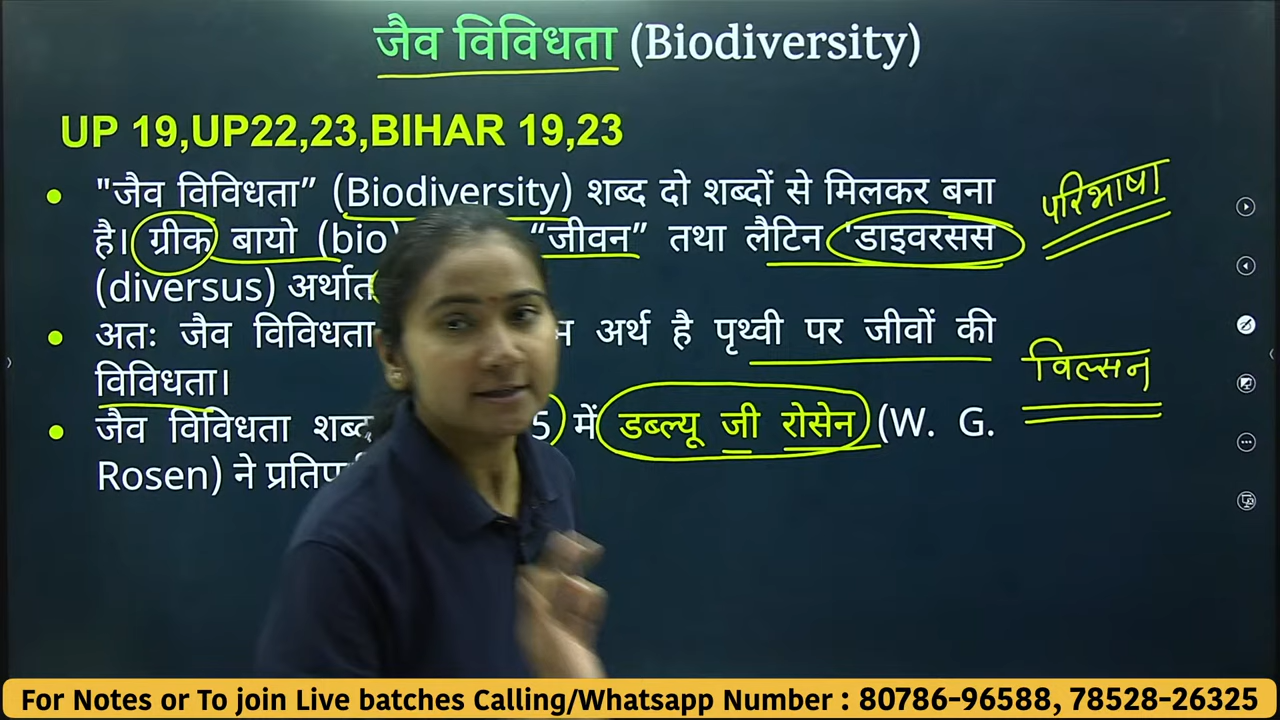 जैव विविधता (Biodiversity)
UP 19,UP22,23,BIHAR 19,23
"जैव विविधता” (Biodiversity) शब्द दो शब्दों से मिलकर बना
है। ग्रीक बायो (bio) “जीवन” तथा लैटिन 'डाइवरसस
(diversus) अर्थात
अतः जैव विविधता अर्थ है पृथ्वी पर जीवों की
विविधता।
जैव विविधता शब्द 5 में डब्ल्यू जी रोसेन (W. G.
Rosen) ने
परिभाषा
विल्सन
For Notes or To join Live batches Calling/Whatsapp Number : 80786-96588, 78528-26325